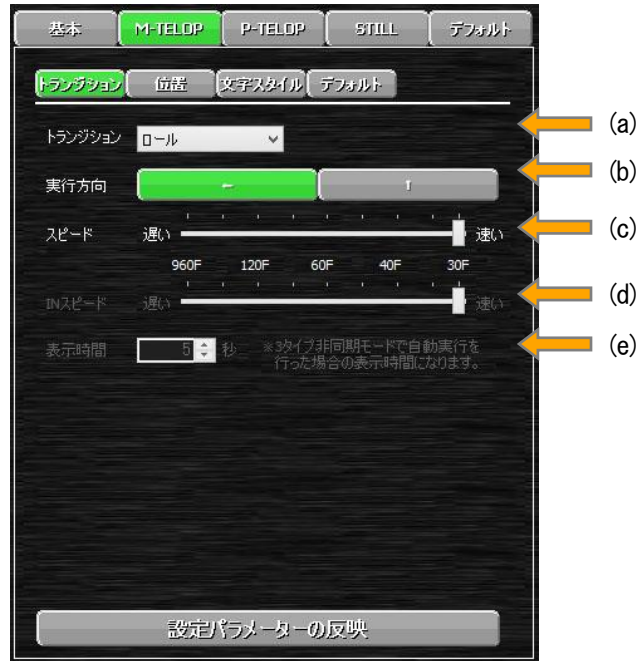 基本 M-TELOP P-TELOP STILL デフォルト
トランジション 位置 文字スタイル デフォルト
トランジション ロール (a)
実行方向 ← ↑ (b)
スピード 遅い 速い (c)
960F 120F 60F 40F 30F
INスピード 遅い 速い (d)
表示時間 5 秒 ※3タイプ非同期モードで自動実行を (e)
行った場合の表示時間になります。
設定パラメーターの反映